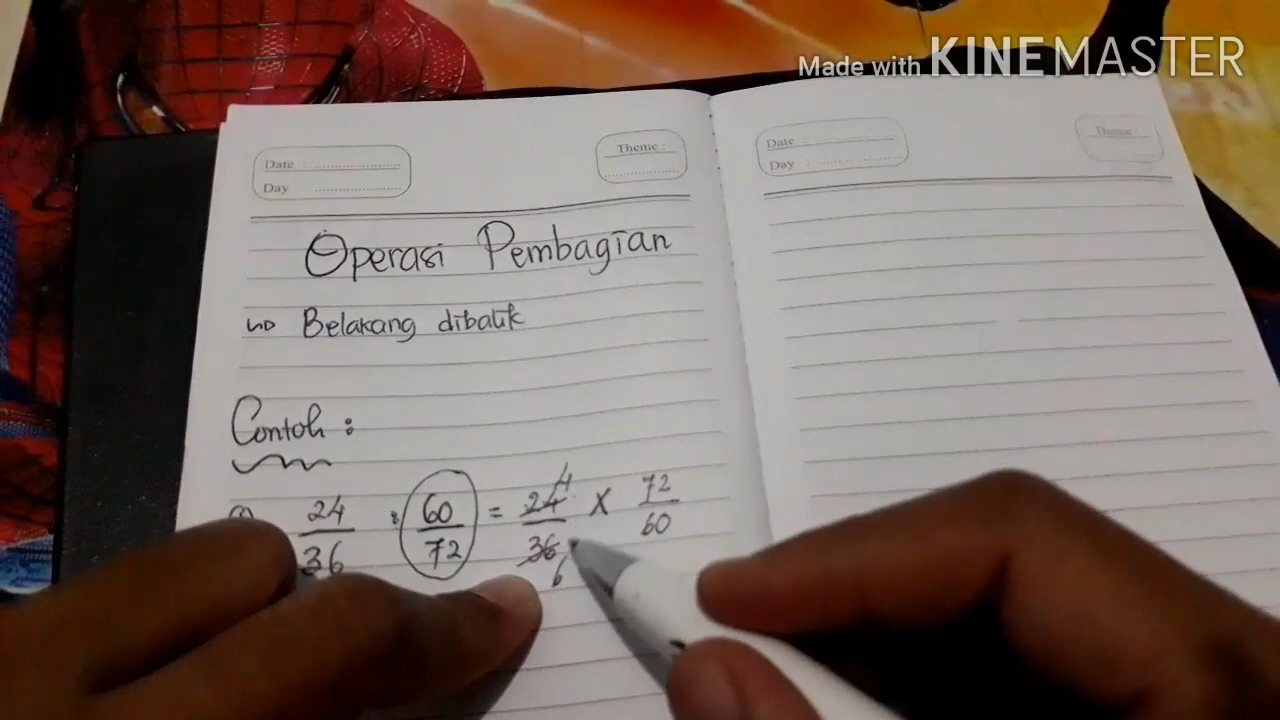 Made with KINEMASTER
Date : ........................
Day : ........................
Theme :
Date : ........................
Day : ........................
Theme :
Operasi Pembagian
↳ Belakang dibalik
Contoh :
24/36 : 60/72 = 24/36 x 72/60
4
6